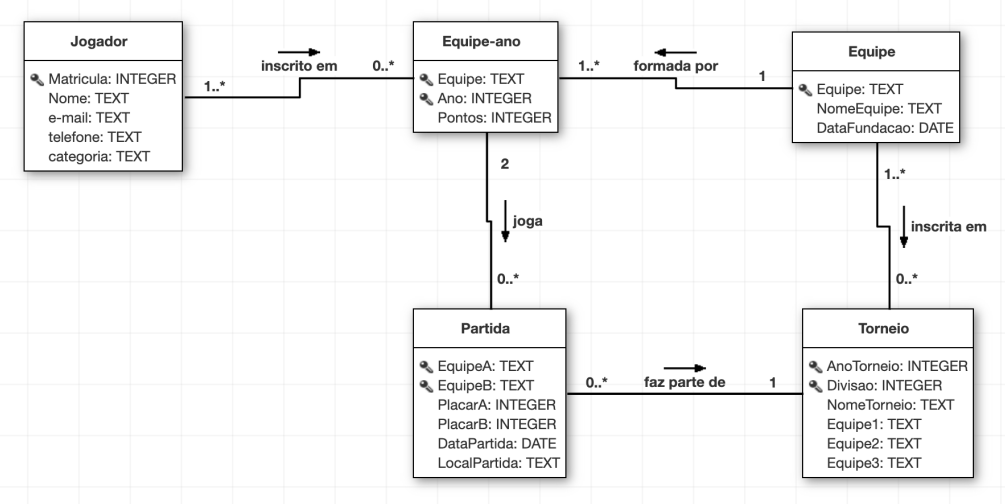 Jogador
Matricula: INTEGER
Nome: TEXT
e-mail: TEXT
telefone: TEXT
categoria: TEXT
inscrito em
1..*
0..*
Equipe-ano
Equipe: TEXT
Ano: INTEGER
Pontos: INTEGER
1..*
formada por
1
Equipe
Equipe: TEXT
NomeEquipe: TEXT
DataFundacao: DATE
2
joga
0..*
1..*
inscrita em
0..*
Partida
EquipeA: TEXT
EquipeB: TEXT
PlacarA: INTEGER
PlacarB: INTEGER
DataPartida: DATE
LocalPartida: TEXT
0..*
faz parte de
1
Torneio
AnoTorneio: INTEGER
Divisao: INTEGER
NomeTorneio: TEXT
Equipe1: TEXT
Equipe2: TEXT
Equipe3: TEXT